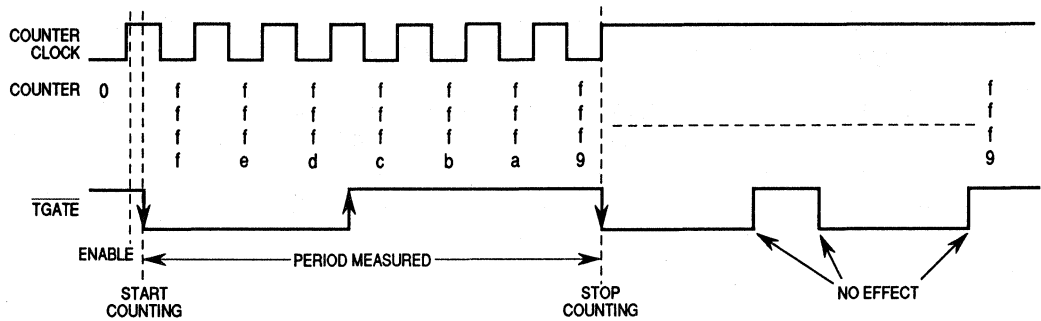 COUNTER
CLOCK
COUNTER 0 f f f f f f f f
f f f f f f f f
f f f f f f f f
f e d c b a 9 9
TGATE
ENABLE
PERIOD MEASURED
START
COUNTING
STOP
COUNTING
NO EFFECT